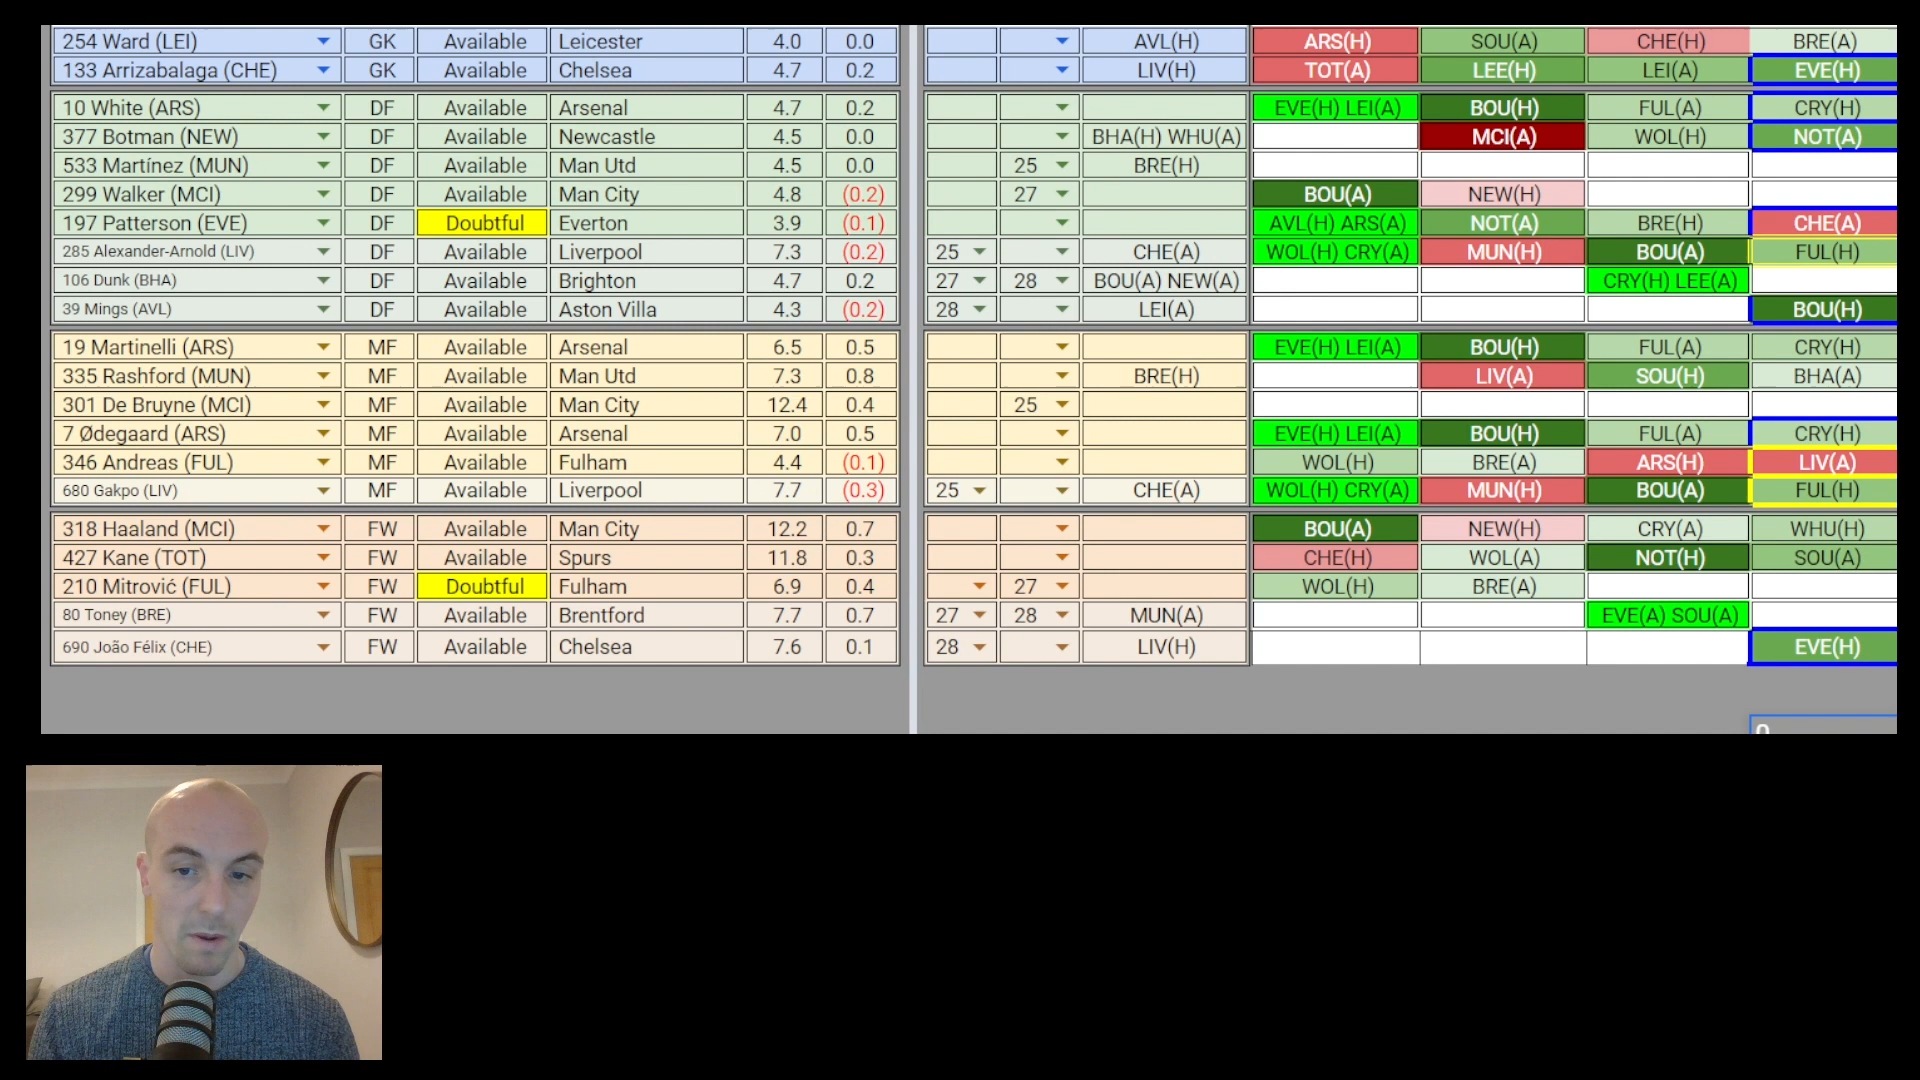 254 Ward (LEI) GK Available Leicester 4.0 0.0 AVL(H) ARS(H) SOU(A) CHE(H) BRE(A)
133 Arrizabalaga (CHE) GK Available Chelsea 4.7 0.2 LIV(H) TOT(A) LEE(H) LEI(A) EVE(H)
10 White (ARS) DF Available Arsenal 4.7 0.2 EVE(H) LEI(A) BOU(H) FUL(A) CRY(H)
377 Botman (NEW) DF Available Newcastle 4.5 0.0 BHA(H) WHU(A) MCI(A) WOL(H) NOT(A)
533 Martínez (MUN) DF Available Man Utd 4.5 0.0 25 BRE(H)
299 Walker (MCI) DF Available Man City 4.8 (0.2) 27 BOU(A) NEW(H)
197 Patterson (EVE) DF Doubtful Everton 3.9 (0.1) AVL(H) ARS(A) NOT(A) BRE(H) CHE(A)
285 Alexander-Arnold (LIV) DF Available Liverpool 7.3 (0.2) 25 CHE(A) WOL(H) CRY(A) MUN(H) BOU(A) FUL(H)
106 Dunk (BHA) DF Available Brighton 4.7 0.2 27 28 BOU(A) NEW(A) CRY(H) LEE(A)
39 Mings (AVL) DF Available Aston Villa 4.3 (0.2) 28 LEI(A) BOU(H)
19 Martinelli (ARS) MF Available Arsenal 6.5 0.5 EVE(H) LEI(A) BOU(H) FUL(A) CRY(H)
335 Rashford (MUN) MF Available Man Utd 7.3 0.8 BRE(H) LIV(A) SOU(H) BHA(A)
301 De Bruyne (MCI) MF Available Man City 12.4 0.4 25
7 Ødegaard (ARS) MF Available Arsenal 7.0 0.5 EVE(H) LEI(A) BOU(H) FUL(A) CRY(H)
346 Andreas (FUL) MF Available Fulham 4.4 (0.1) WOL(H) BRE(A) ARS(H) LIV(A)
680 Gakpo (LIV) MF Available Liverpool 7.7 (0.3) 25 CHE(A) WOL(H) CRY(A) MUN(H) BOU(A) FUL(H)
318 Haaland (MCI) FW Available Man City 12.2 0.7 BOU(A) NEW(H) CRY(A) WHU(H)
427 Kane (TOT) FW Available Spurs 11.8 0.3 CHE(H) WOL(A) NOT(H) SOU(A)
210 Mitrović (FUL) FW Doubtful Fulham 6.9 0.4 27 WOL(H) BRE(A)
80 Toney (BRE) FW Available Brentford 7.7 0.7 27 28 MUN(A) EVE(A) SOU(A)
690 João Félix (CHE) FW Available Chelsea 7.6 0.1 28 LIV(H) EVE(H)